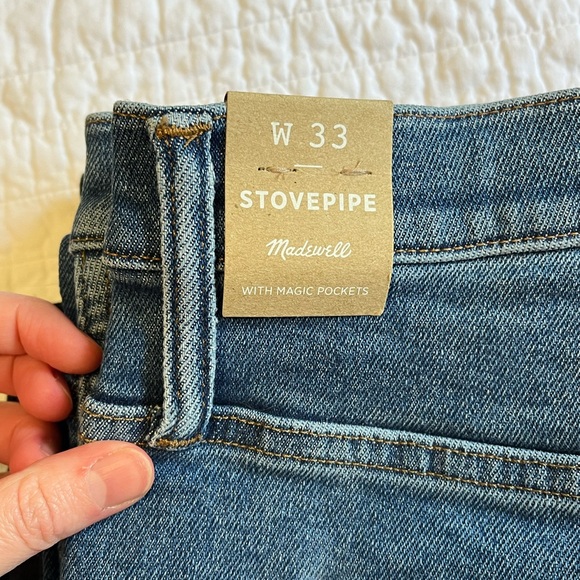 W 33
STOVEPIPE
Madewell
WITH MAGIC POCKETS